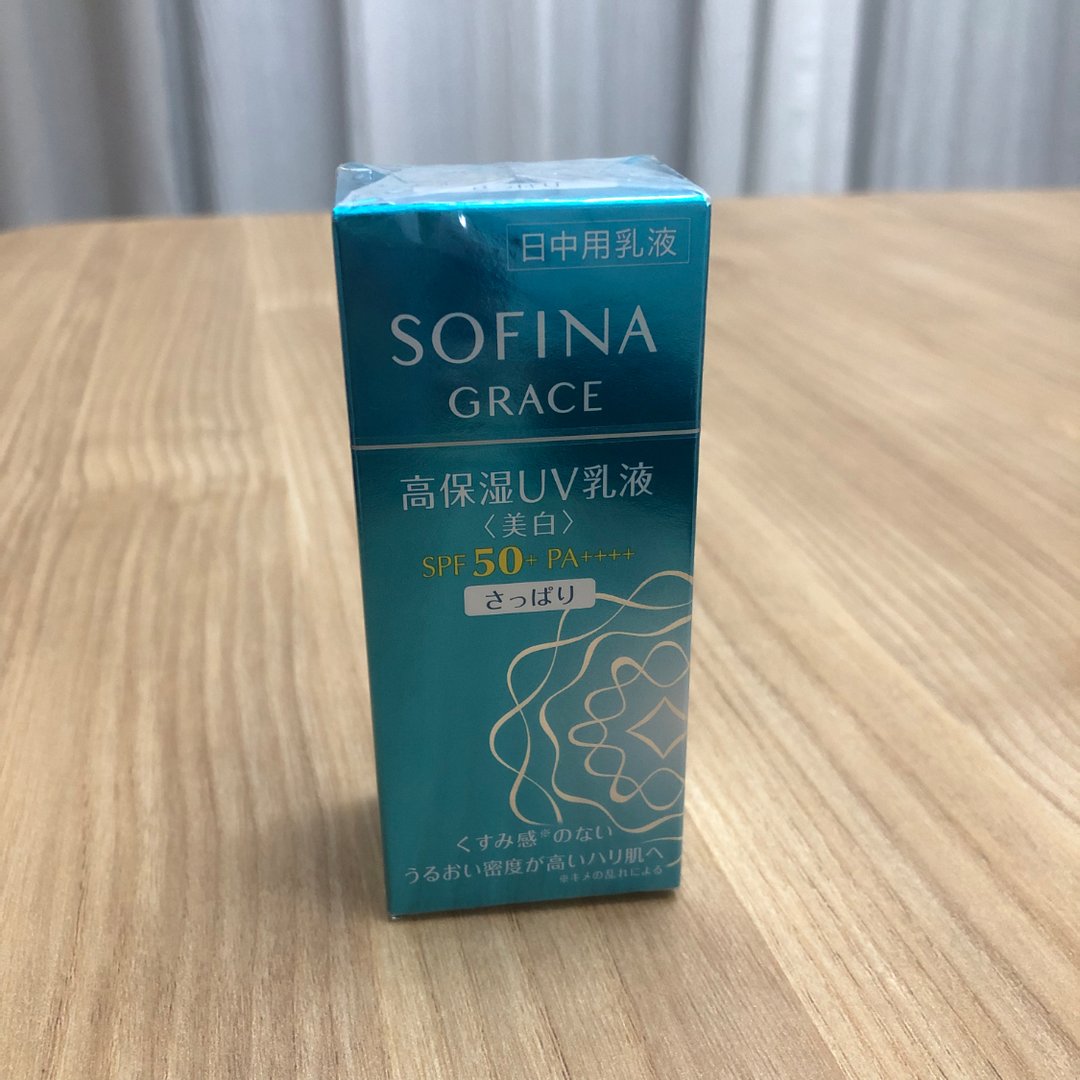 日中用乳液
SOFINA
GRACE
高保湿UV乳液
〈美白〉
SPF 50+ PA++++
さっぱり
くすみ感※のない
うるおい密度が高いハリ肌へ
※キメの乱れによる